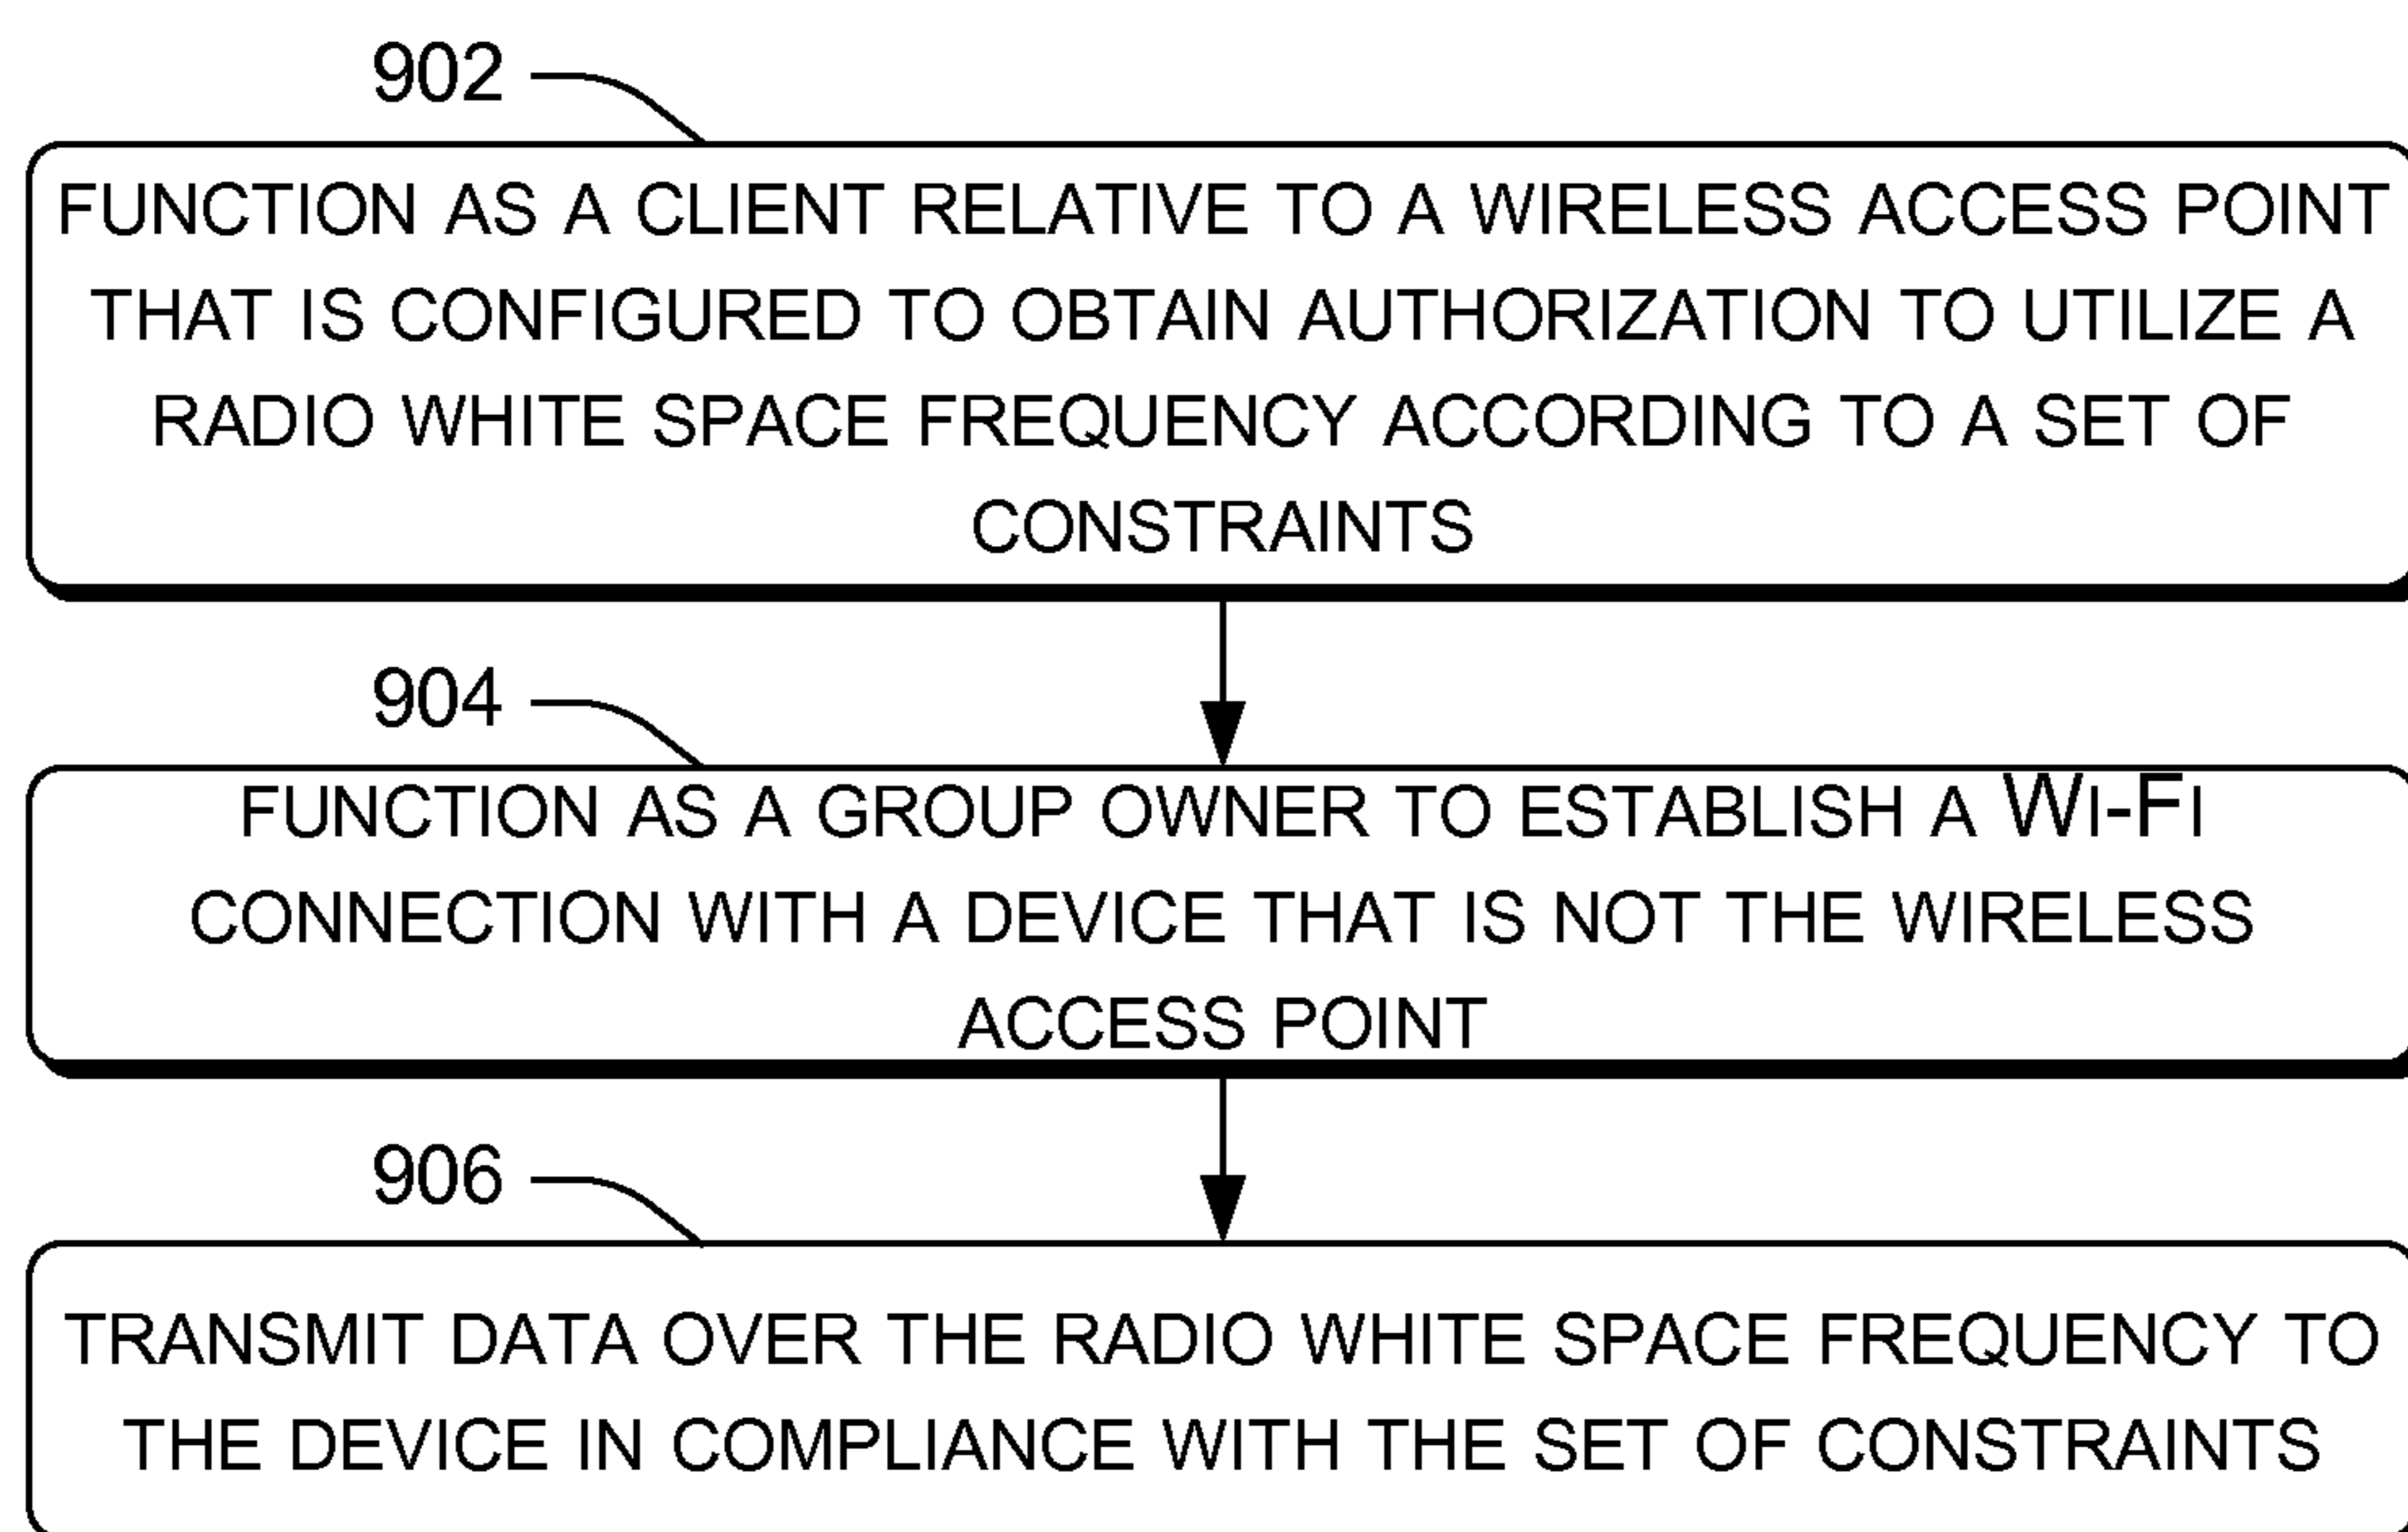 902
FUNCTION AS A CLIENT RELATIVE TO A WIRELESS ACCESS POINT
THAT IS CONFIGURED TO OBTAIN AUTHORIZATION TO UTILIZE A
RADIO WHITE SPACE FREQUENCY ACCORDING TO A SET OF
CONSTRAINTS
904
FUNCTION AS A GROUP OWNER TO ESTABLISH A WI-FI
CONNECTION WITH A DEVICE THAT IS NOT THE WIRELESS
ACCESS POINT
906
TRANSMIT DATA OVER THE RADIO WHITE SPACE FREQUENCY TO
THE DEVICE IN COMPLIANCE WITH THE SET OF CONSTRAINTS